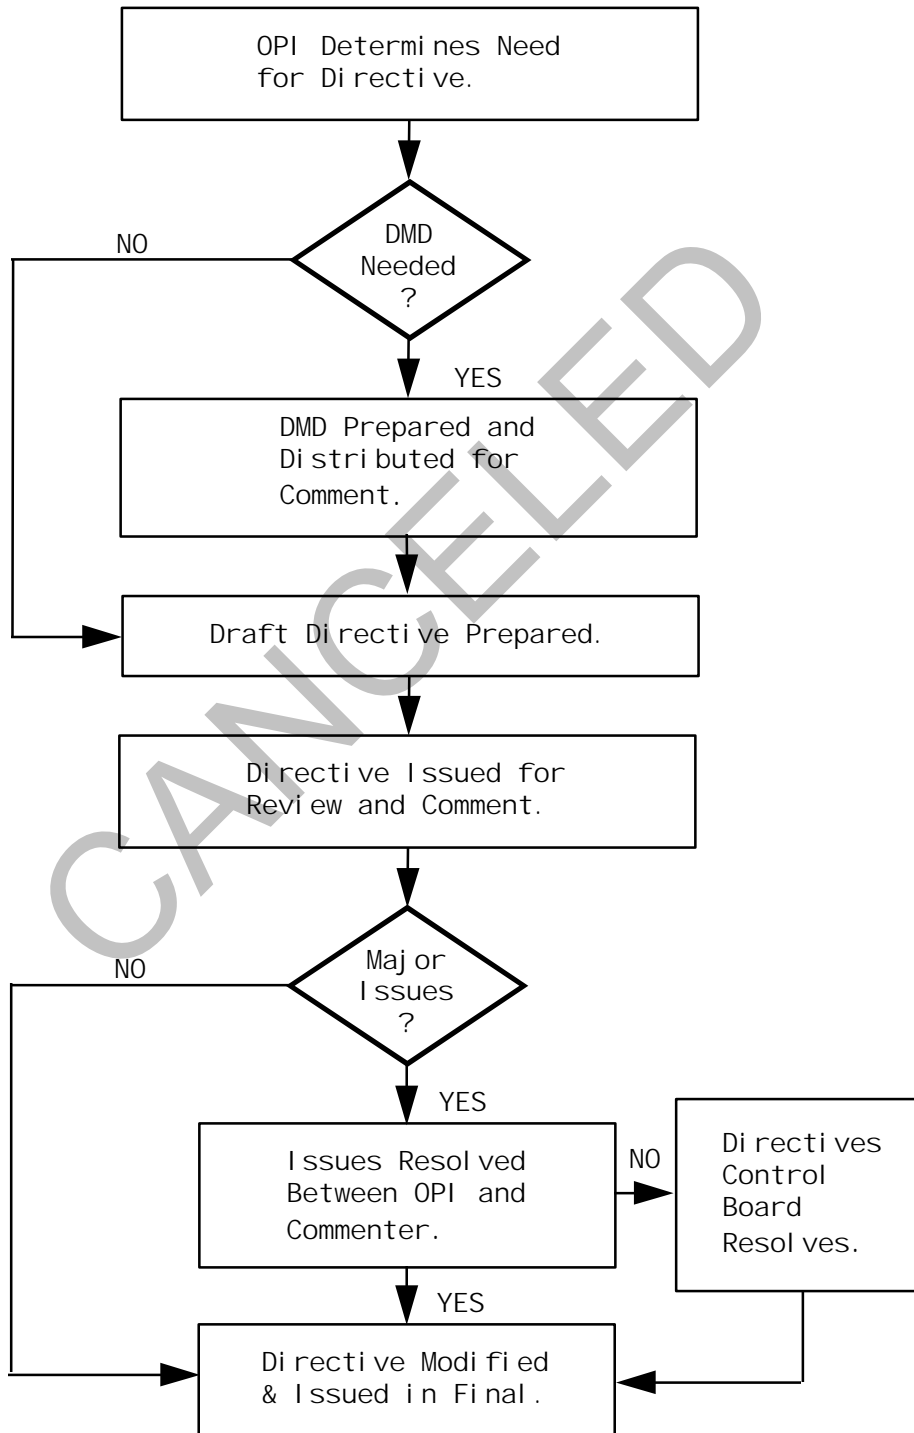 OPI Determines Need
for Directive.
DMD
Needed
?
NO
YES
DMD Prepared and
Distributed for
Comment.
Draft Directive Prepared.
Directive Issued for
Review and Comment.
Major
Issues
?
NO
YES
Issues Resolved
Between OPI and
Commenter.
NO
Directives
Control
Board
Resolves.
YES
Directive Modified
& Issued in Final.
CANCELED